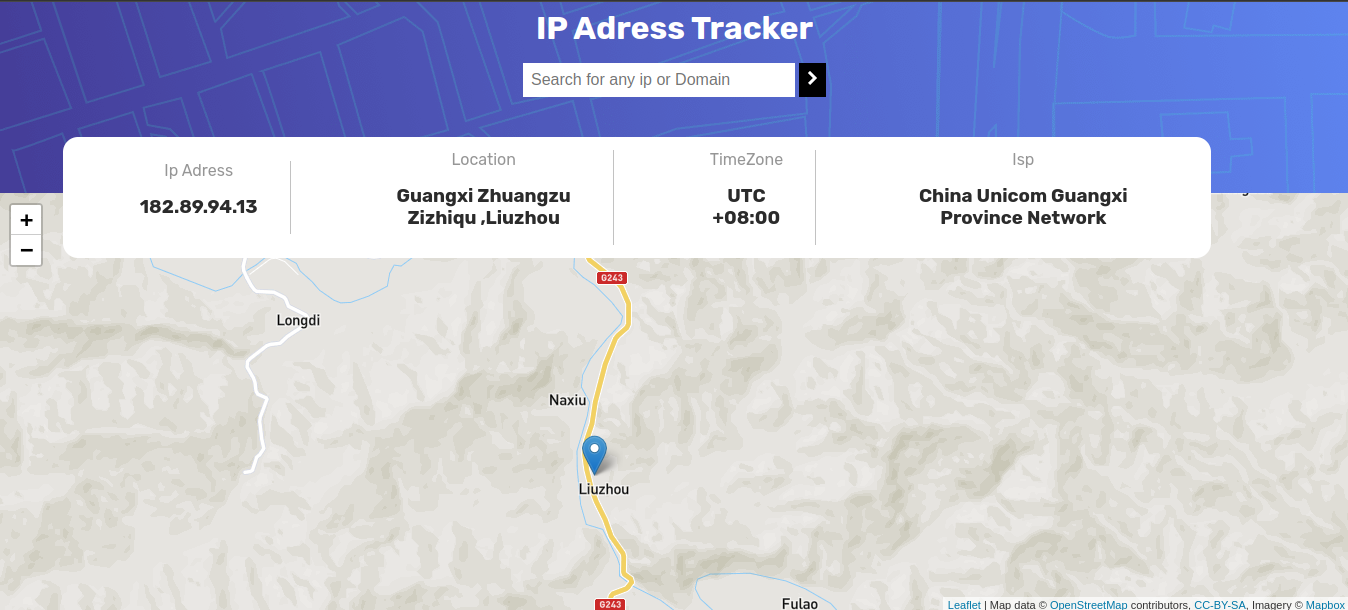 IP Adress Tracker
Search for any ip or Domain
Ip Adress
182.89.94.13
Location
Guangxi Zhuangzu
Zizhiqu ,Liuzhou
TimeZone
UTC
+08:00
Isp
China Unicom Guangxi
Province Network
+
−
G243
Longdi
Naxiu
Liuzhou
G243
Fulao
Leaflet | Map data © OpenStreetMap contributors, CC-BY-SA, Imagery © Mapbox